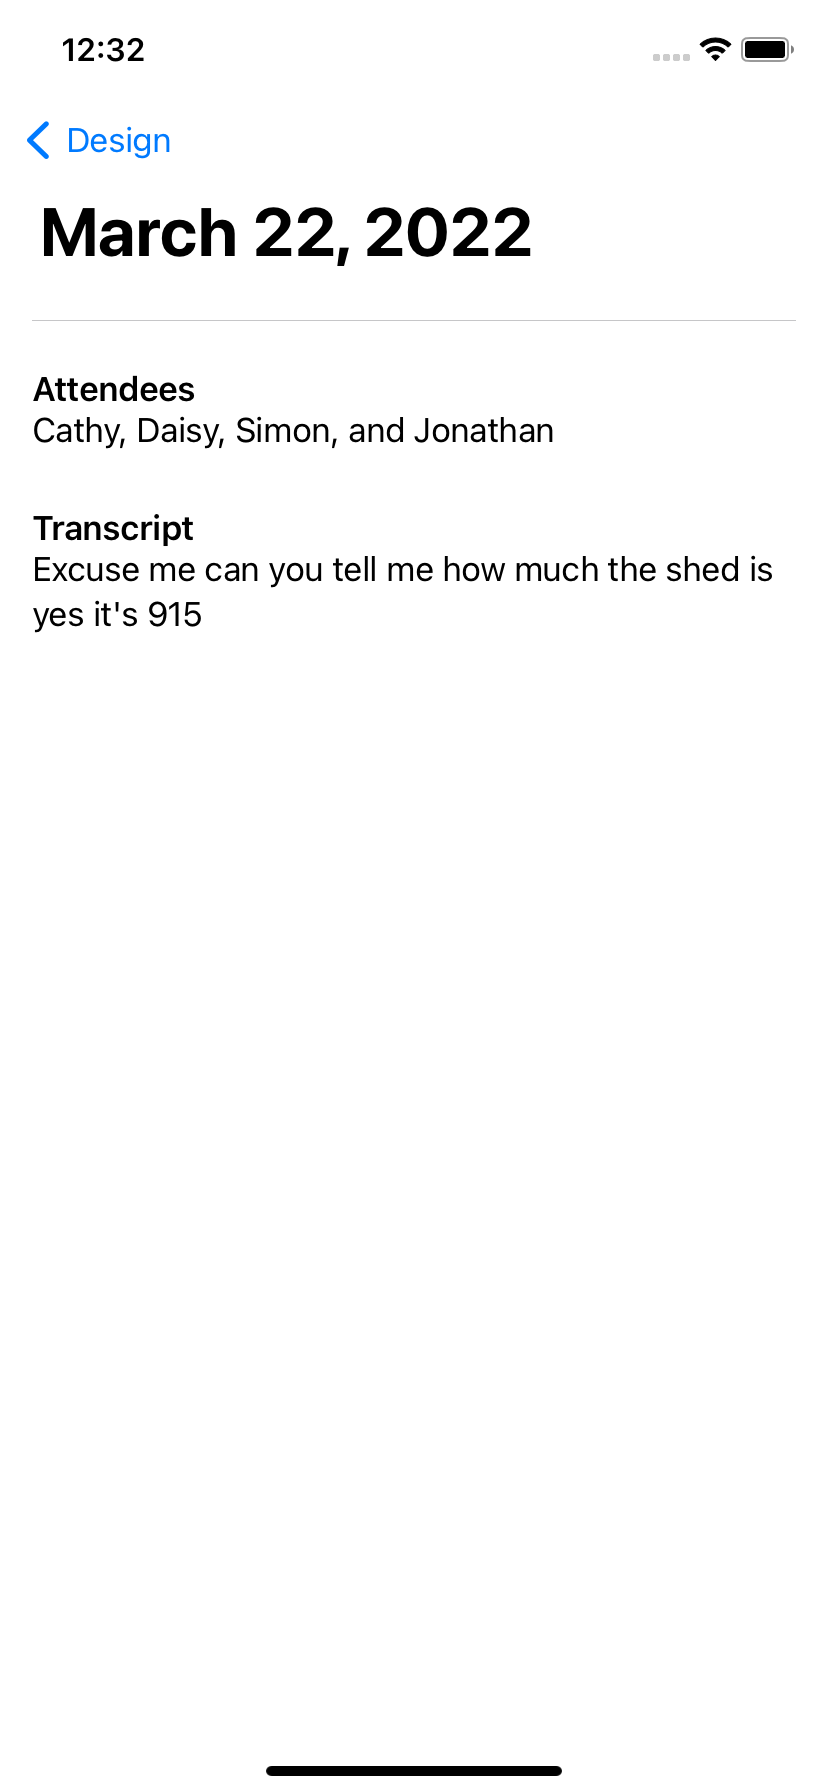 12:32
Design
March 22, 2022
Attendees
Cathy, Daisy, Simon, and Jonathan
Transcript
Excuse me can you tell me how much the shed is
yes it's 915